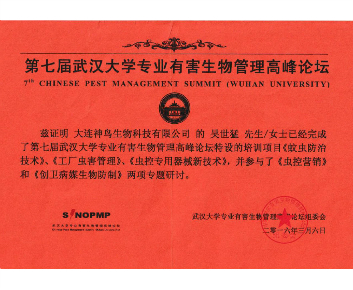 第七届武汉大学专业有害生物管理高峰论坛
7TH CHINESE PEST MANAGEMENT SUMMIT (WUHAN UNIVERSITY)
兹证明 大连神鸟生物科技有限公司 的 吴世猛 先生/女士已经完成
了第七届武汉大学专业有害生物管理高峰论坛特设的培训项目《蚊虫防治
技术》、《工厂虫害管理》、《虫控专用器械新技术》,并参与了《虫控营销》
和《创卫病媒生物防制》两项专题研讨。
SINOPMP
武汉大学专业有害生物管理高峰论坛组委会
二零一六年三月六日